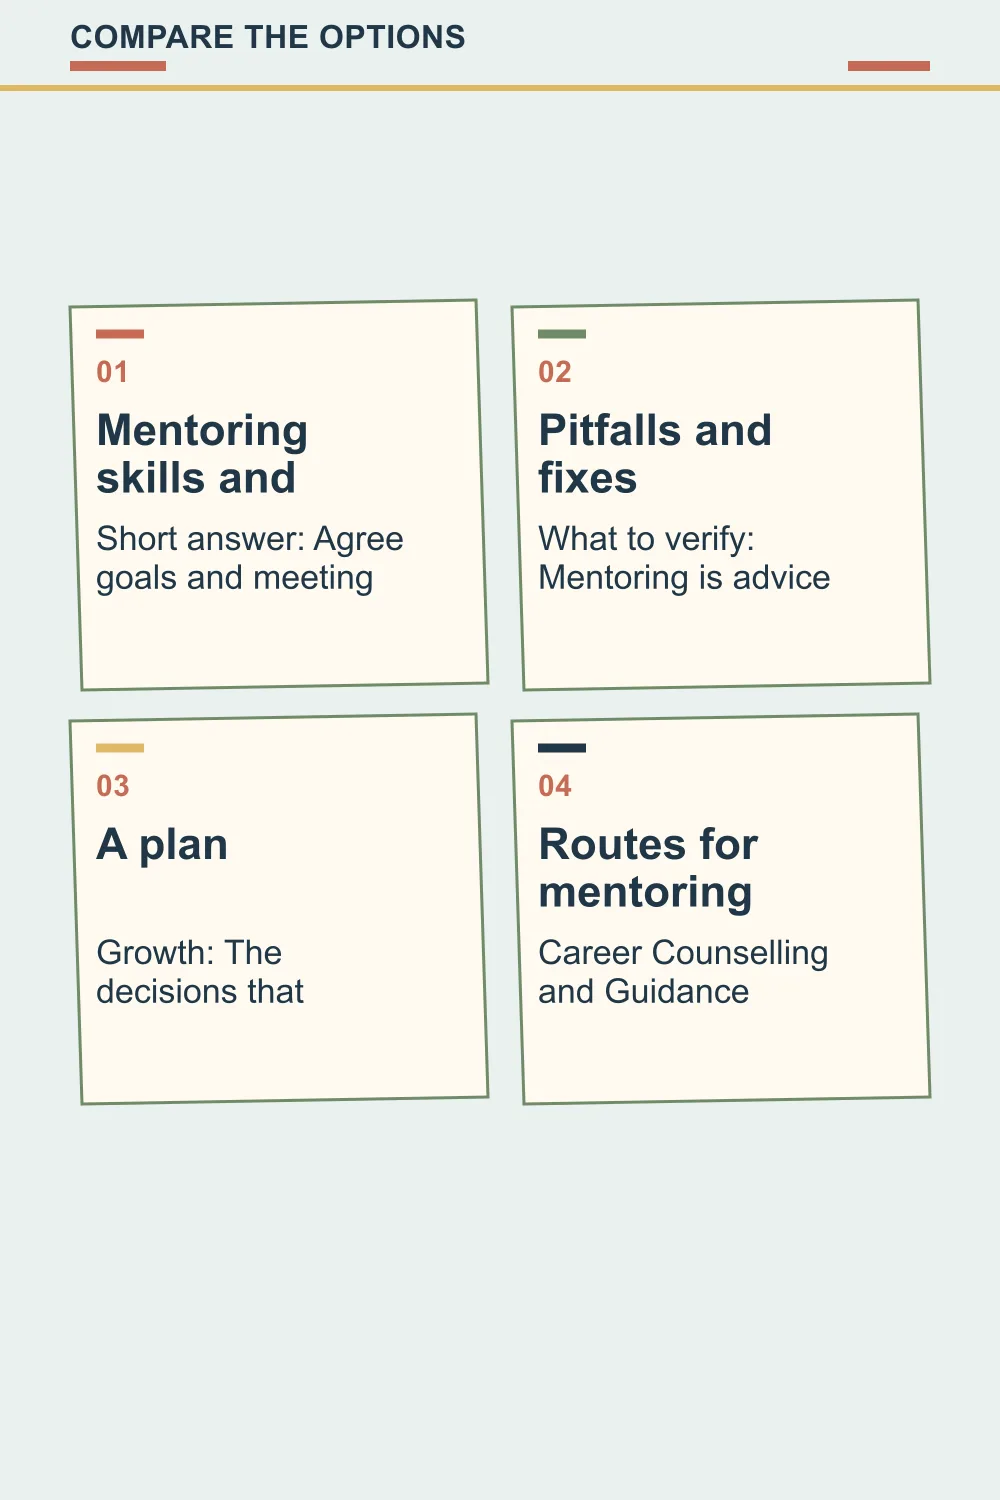 COMPARE THE OPTIONS
01
Mentoring
skills and
Short answer: Agree
goals and meeting
02
Pitfalls and
fixes
What to verify:
Mentoring is advice
03
A plan
Growth: The
decisions that
04
Routes for
mentoring
Career Counselling
and Guidance